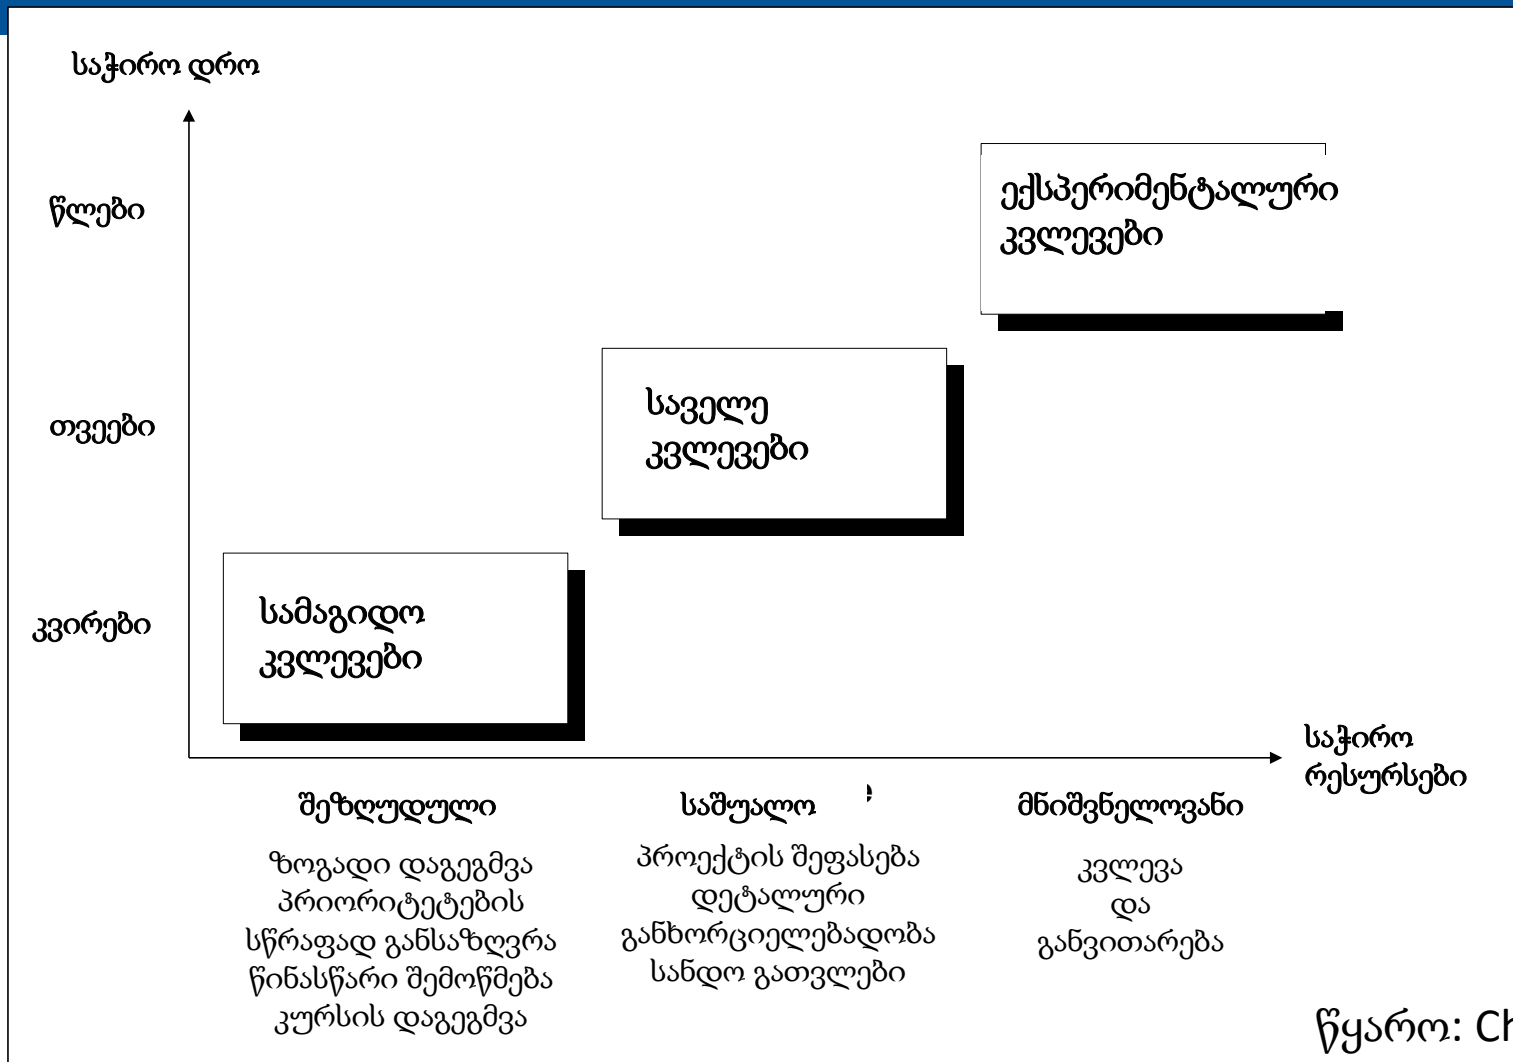 საჭირო დრო
წლები
ექსპერიმენტალური
კვლევები
თვეები
საველე
კვლევები
კვირები
სამაგიდო
კვლევები
საჭირო
რესურსები
შეზღუდული
საშუალო
მნიშვნელოვანი
ზოგადი დაგეგმვა
პრიორიტეტების
სწრაფად განსაზღვრა
წინასწარი შემოწმება
კურსის დაგეგმვა
პროექტის შეფასება
დეტალური
განხორციელებადობა
სანდო გათვლები
კვლევა
და
განვითარება
წყარო: Ch